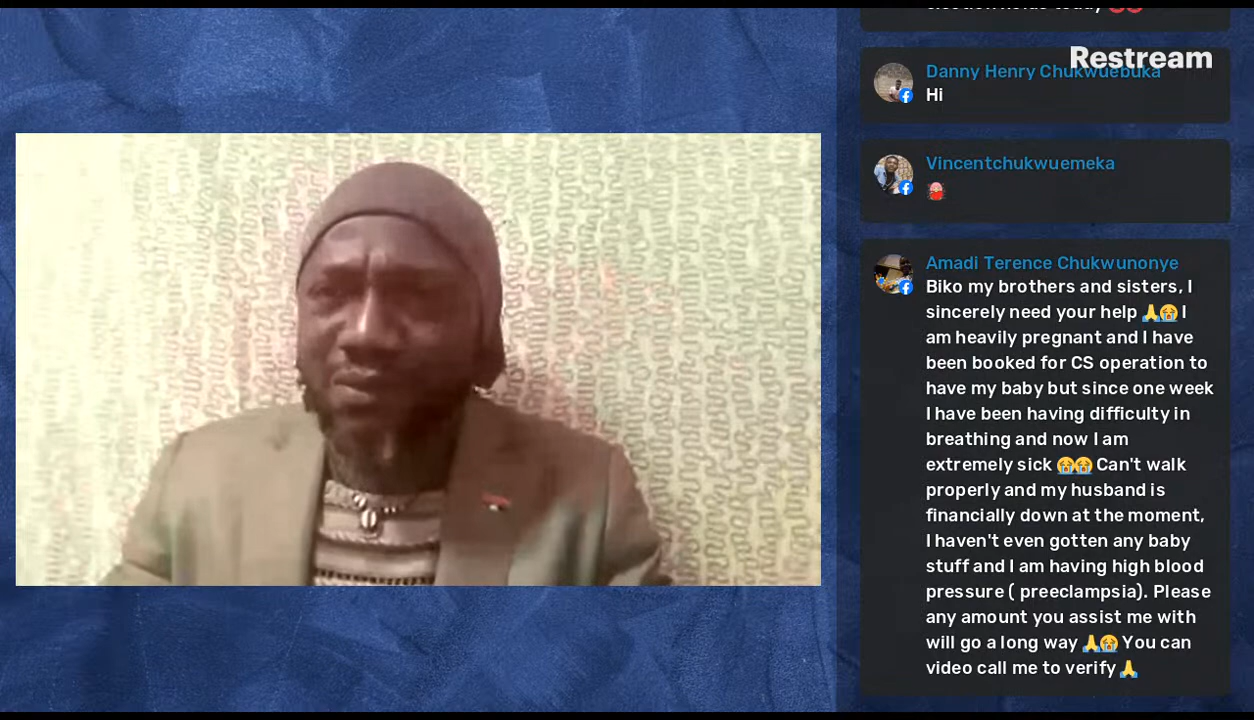 Restream
Danny Henry Chukwuebuka
Hi
Vincentchukwuemeka
Amadi Terence Chukwunonye
Biko my brothers and sisters, I
sincerely need your help 🙏😭 I
am heavily pregnant and I have
been booked for CS operation to
have my baby but since one week
I have been having difficulty in
breathing and now I am
extremely sick 😭😭 Can't walk
properly and my husband is
financially down at the moment,
I haven't even gotten any baby
stuff and I am having high blood
pressure ( preeclampsia). Please
any amount you assist me with
will go a long way 🙏😭 You can
video call me to verify 🙏